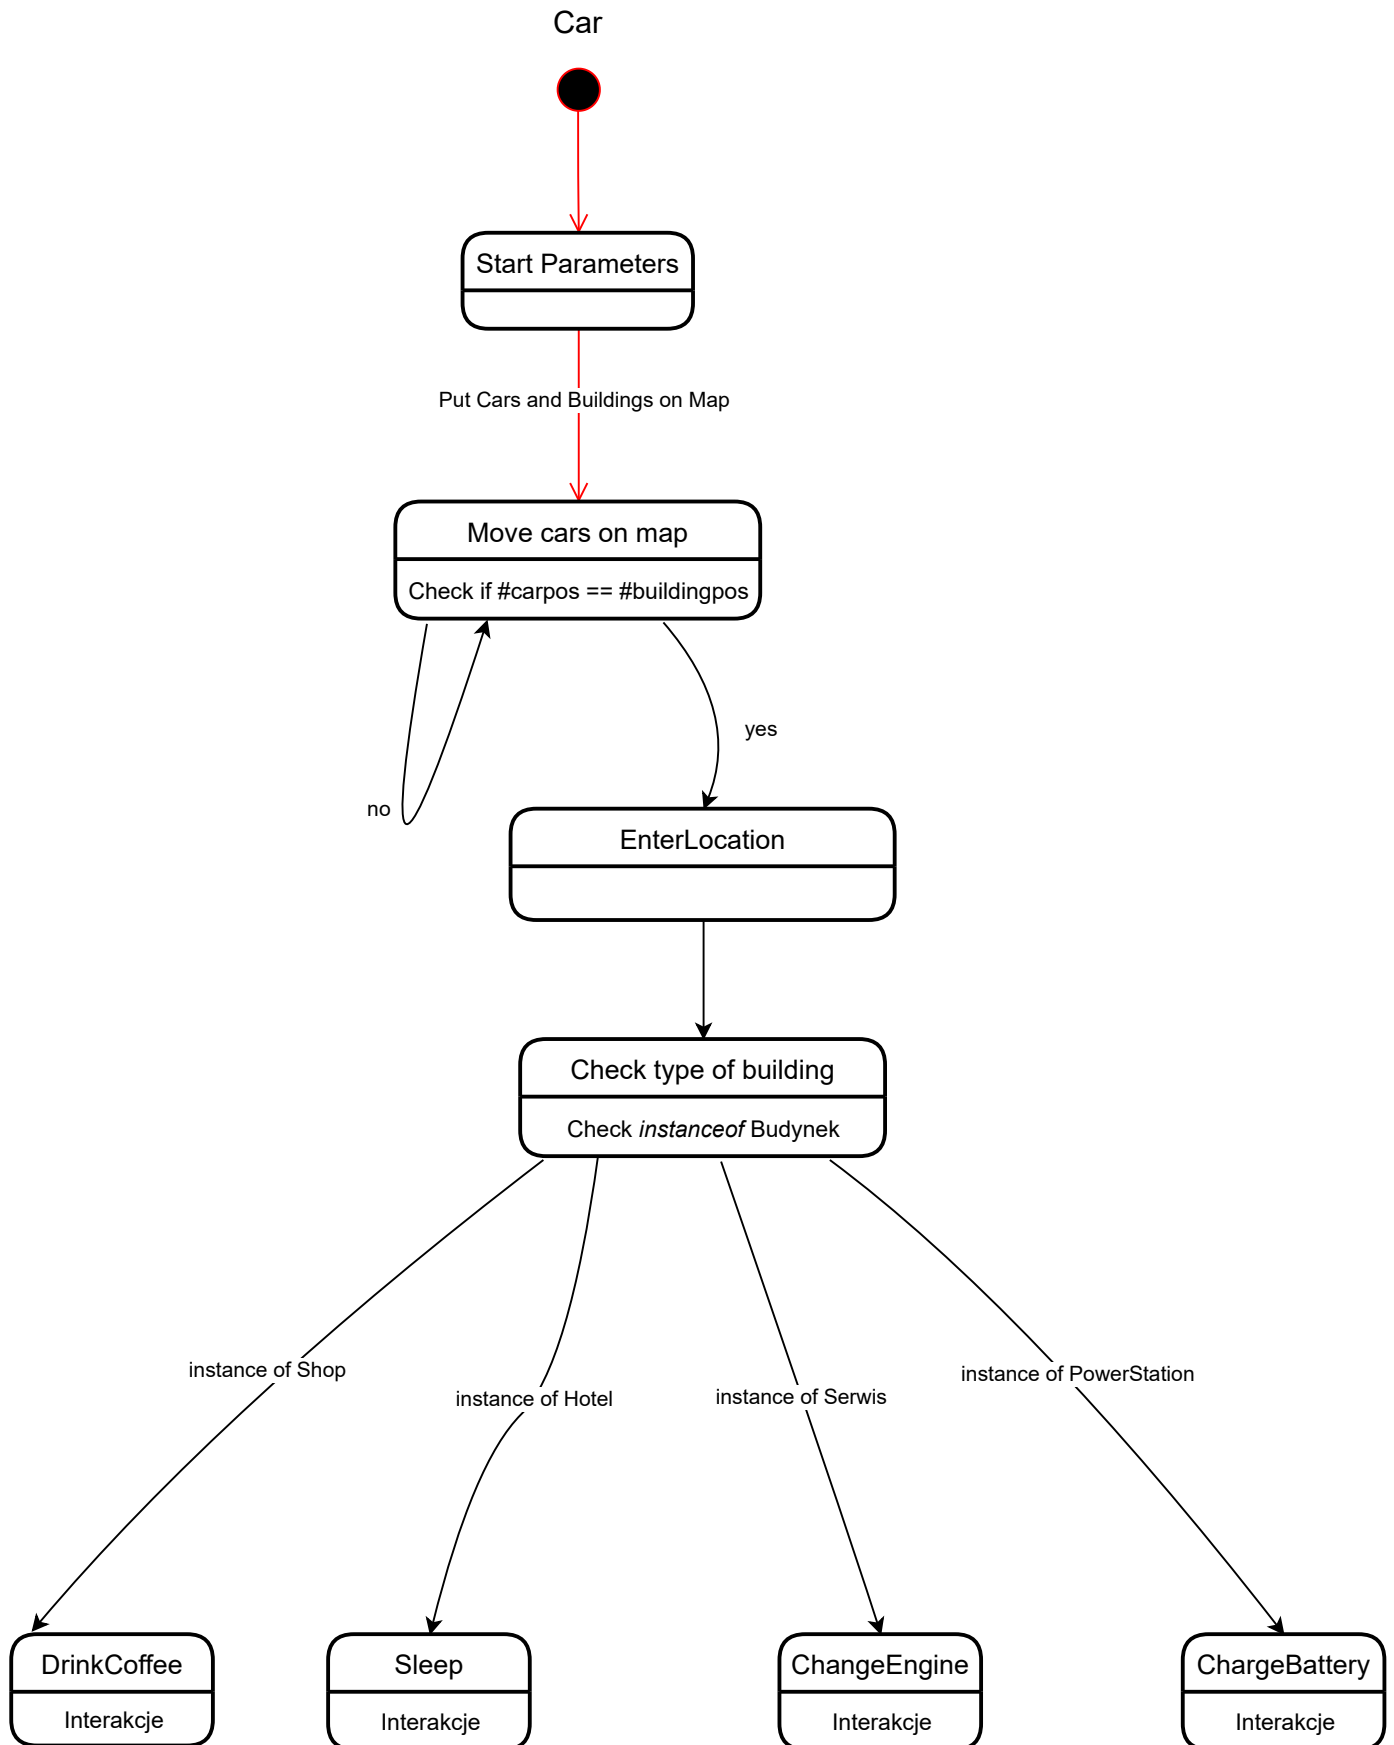 Car
Start Parameters
Put Cars and Buildings on Map
Move cars on map
Check if #carpos == #buildingpos
yes
no
EnterLocation
Check type of building
Check instanceof Budynek
instance of Shop
instance of Hotel
instance of Serwis
instance of PowerStation
DrinkCoffee
Interakcje
Sleep
Interakcje
ChangeEngine
Interakcje
ChargeBattery
Interakcje